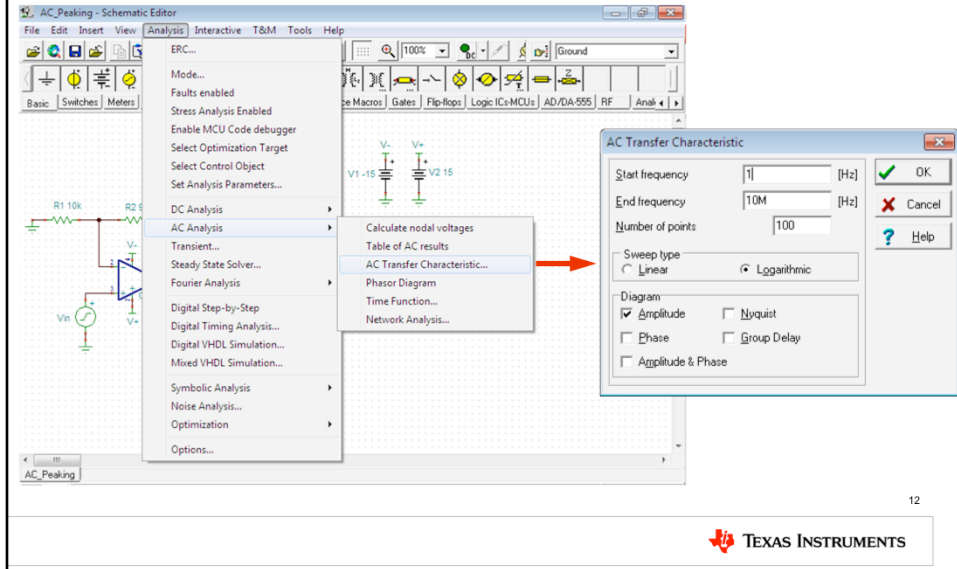 AC_Peaking - Schematic Editor
File Edit Insert View Analysis Interactive T&M Tools Help
100%
DC
Ground
Z
Basic Switches Meters
ce Macros Gates Flip-flops Logic ICs-MCUs AD/DA-555 RF Anal
ERC...
Mode...
Faults enabled
Stress Analysis Enabled
Enable MCU Code debugger
Select Optimization Target
Select Control Object
Set Analysis Parameters...
DC Analysis
AC Analysis
Transient...
Steady State Solver...
Fourier Analysis
Digital Step-by-Step
Digital Timing Analysis...
Digital VHDL Simulation...
Mixed VHDL Simulation...
Symbolic Analysis
Noise Analysis...
Optimization
Options...
Calculate nodal voltages
Table of AC results
AC Transfer Characteristic...
Phasor Diagram
Time Function...
Network Analysis...
V- V+
V1 -15 V2 15
R1 10k R2 9
V-
Vin
V+
AC_Peaking
AC Transfer Characteristic
Start frequency 1 [Hz]
End frequency 10M [Hz]
Number of points 100
Sweep type
Linear Logarithmic
Diagram
Amplitude Nyquist
Phase Group Delay
Amplitude & Phase
OK
Cancel
? Help
12
TEXAS INSTRUMENTS